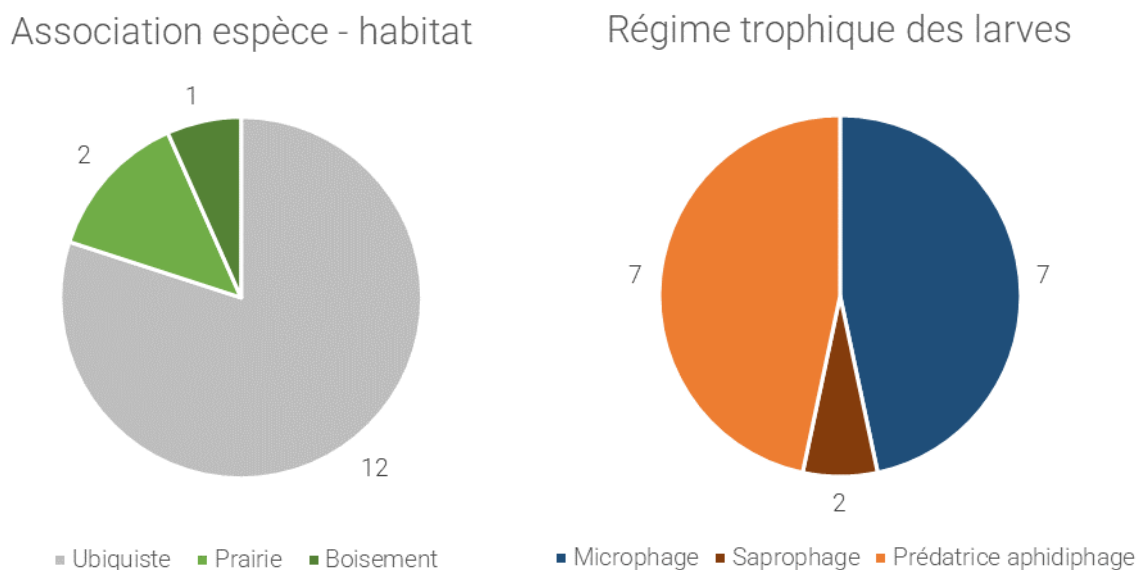 Association espèce - habitat
1
2
12
Ubiquiste Prairie Boisement
Régime trophique des larves
7
7
2
Microphage Saprophage Prédatrice aphidiphage